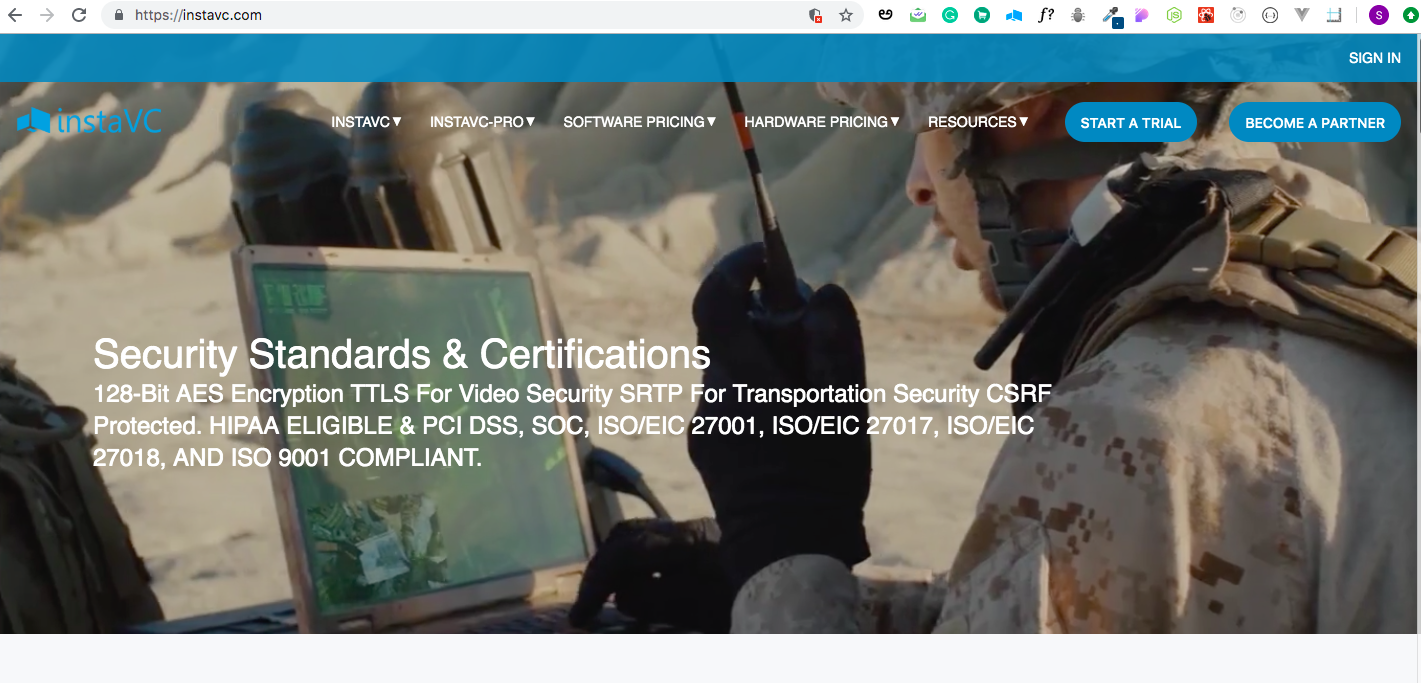 https://instavc.com
f?
S
SIGN IN
instaVC
INSTAVC▼ INSTAVC-PRO▼ SOFTWARE PRICING▼ HARDWARE PRICING▼ RESOURCES▼ START A TRIAL BECOME A PARTNER
Security Standards & Certifications
128-Bit AES Encryption TTLS For Video Security SRTP For Transportation Security CSRF
Protected. HIPAA ELIGIBLE & PCI DSS, SOC, ISO/EIC 27001, ISO/EIC 27017, ISO/EIC
27018, AND ISO 9001 COMPLIANT.